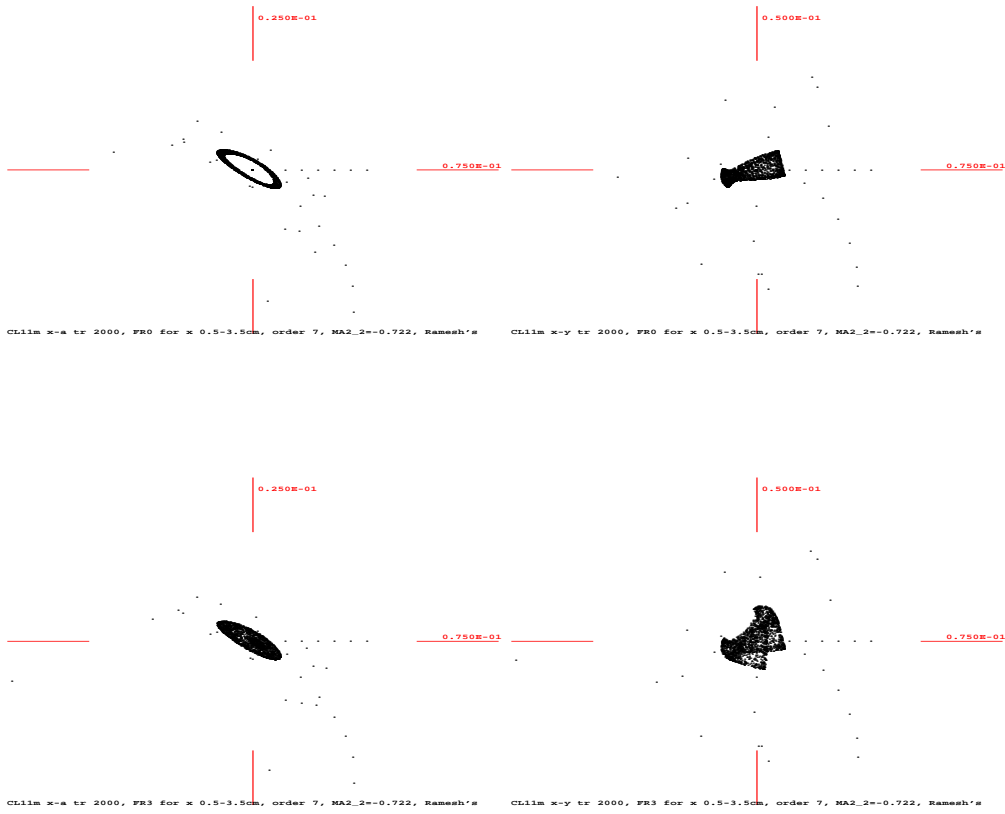 0.250E-01
0.500E-01
0.750E-01
0.750E-01
CL11m x-a tr 2000, FR0 for x 0.5-3.5cm, order 7, MA2_2=-0.722, Ramesh's
CL11m x-y tr 2000, FR0 for x 0.5-3.5cm, order 7, MA2_2=-0.722, Ramesh's
0.250E-01
0.500E-01
0.750E-01
0.750E-01
CL11m x-a tr 2000, FR3 for x 0.5-3.5cm, order 7, MA2_2=-0.722, Ramesh's
CL11m x-y tr 2000, FR3 for x 0.5-3.5cm, order 7, MA2_2=-0.722, Ramesh's